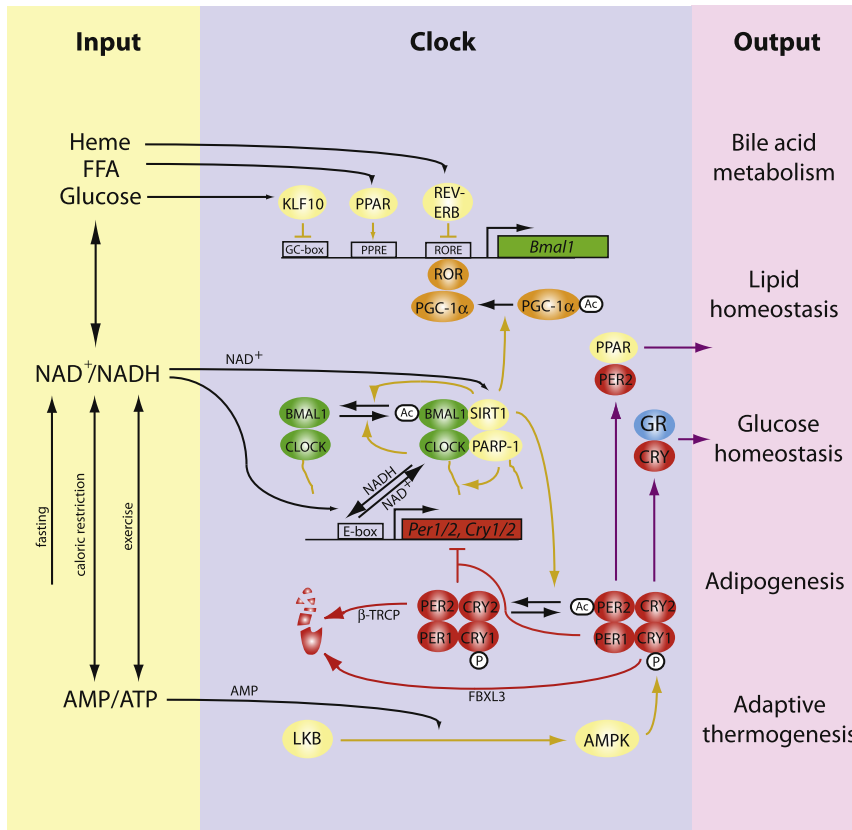 Input
Clock
Output
Heme
FFA
Glucose
KLF10
PPAR
REV-
ERB
GC-box
PPRE
RORE
Bmal1
ROR
PGC-1α
PGC-1α
Ac
Bile acid
metabolism
Lipid
homeostasis
NAD+/NADH
NAD+
PPAR
PER2
BMAL1
CLOCK
Ac
BMAL1
SIRT1
CLOCK
PARP-1
GR
CRY
Glucose
homeostasis
NADH
NAD+
E-box
Per1/2, Cry1/2
fasting
caloric restriction
exercise
Adipogenesis
β-TRCP
PER2
CRY2
PER1
CRY1
P
Ac
PER2
CRY2
PER1
CRY1
P
FBXL3
AMP/ATP
AMP
LKB
AMPK
Adaptive
thermogenesis